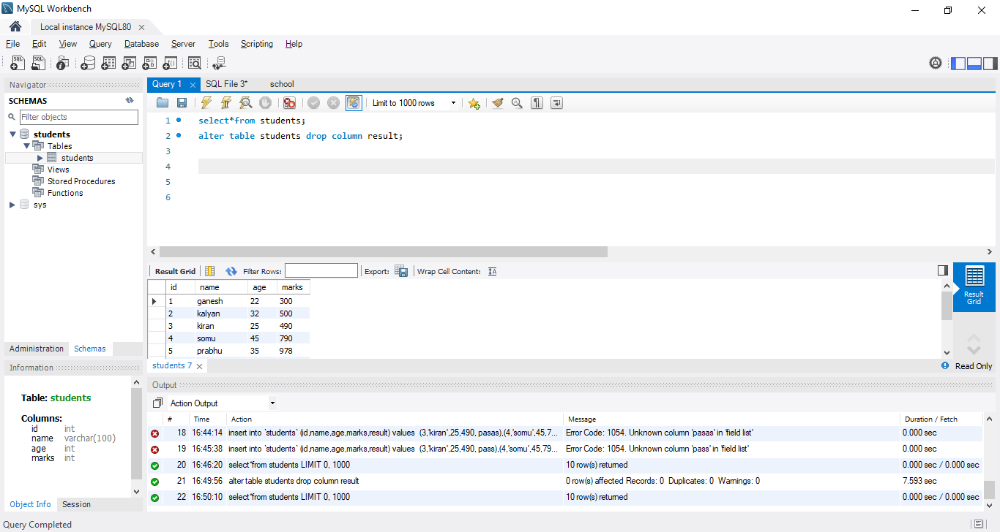 MySQL Workbench
Local instance MySQL80
File Edit View Query Database Server Tools Scripting Help
Navigator
SCHEMAS
Filter objects
students
Tables
students
Views
Stored Procedures
Functions
sys
Administration Schemas
Information
Table: students
Columns:
id int
name varchar(100)
age int
marks int
Object Info Session
Query 1 SQL File 3* school
Limit to 1000 rows
1 select*from students;
2 alter table students drop column result;
3
4
5
6
Result Grid Filter Rows: Export: Wrap Cell Content:
id name age marks
1 ganesh 22 300
2 kalyan 32 500
3 kiran 25 490
4 somu 45 790
5 prabhu 35 978
Result
Grid
students 7
Read Only
Output
Action Output
# Time Action Message Duration / Fetch
18 16:44:14 insert into `students` (id,name,age,marks,result) values (3,'kiran',25,490, pasas),(4,'somu',45,7... Error Code: 1054. Unknown column 'pasas' in 'field list' 0.000 sec
19 16:45:38 insert into `students` (id,name,age,marks,result) values (3,'kiran',25,490, pass),(4,'somu',45,79... Error Code: 1054. Unknown column 'pass' in 'field list' 0.000 sec
20 16:46:20 select*from students LIMIT 0, 1000 10 row(s) returned 0.000 sec / 0.000 sec
21 16:49:56 alter table students drop column result 0 row(s) affected Records: 0 Duplicates: 0 Warnings: 0 7.593 sec
22 16:50:10 select*from students LIMIT 0, 1000 10 row(s) returned 0.000 sec / 0.000 sec
Query Completed